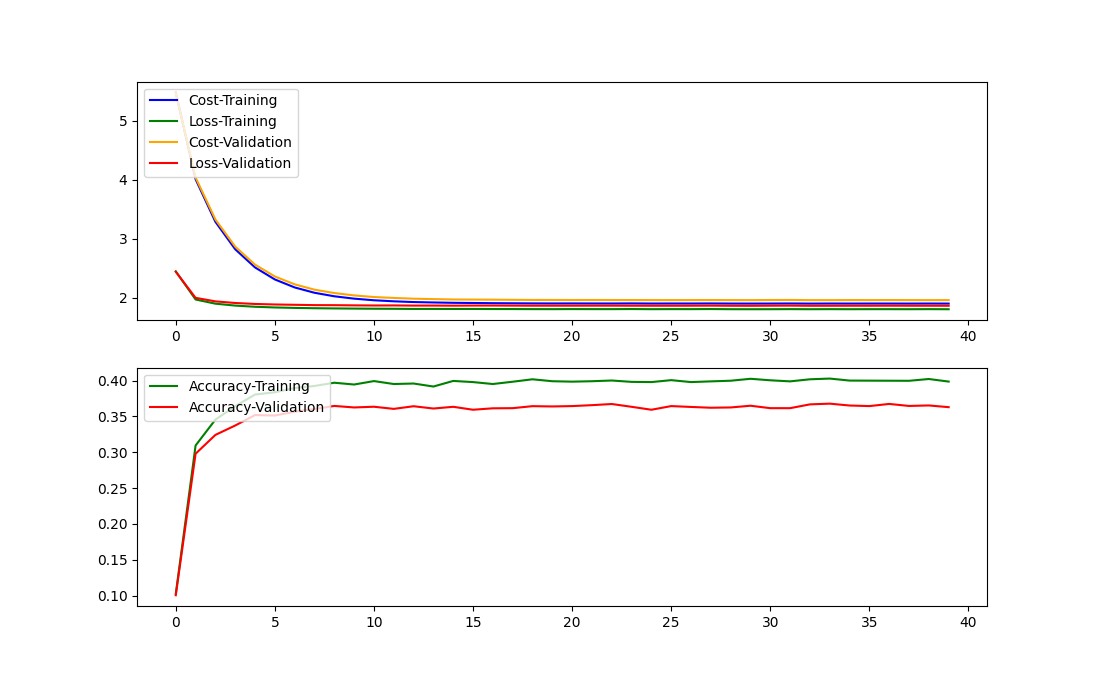 Cost-Training
Loss-Training
Cost-Validation
Loss-Validation
5
4
3
2
0 5 10 15 20 25 30 35 40
Accuracy-Training
Accuracy-Validation
0.40
0.35
0.30
0.25
0.20
0.15
0.10
0 5 10 15 20 25 30 35 40